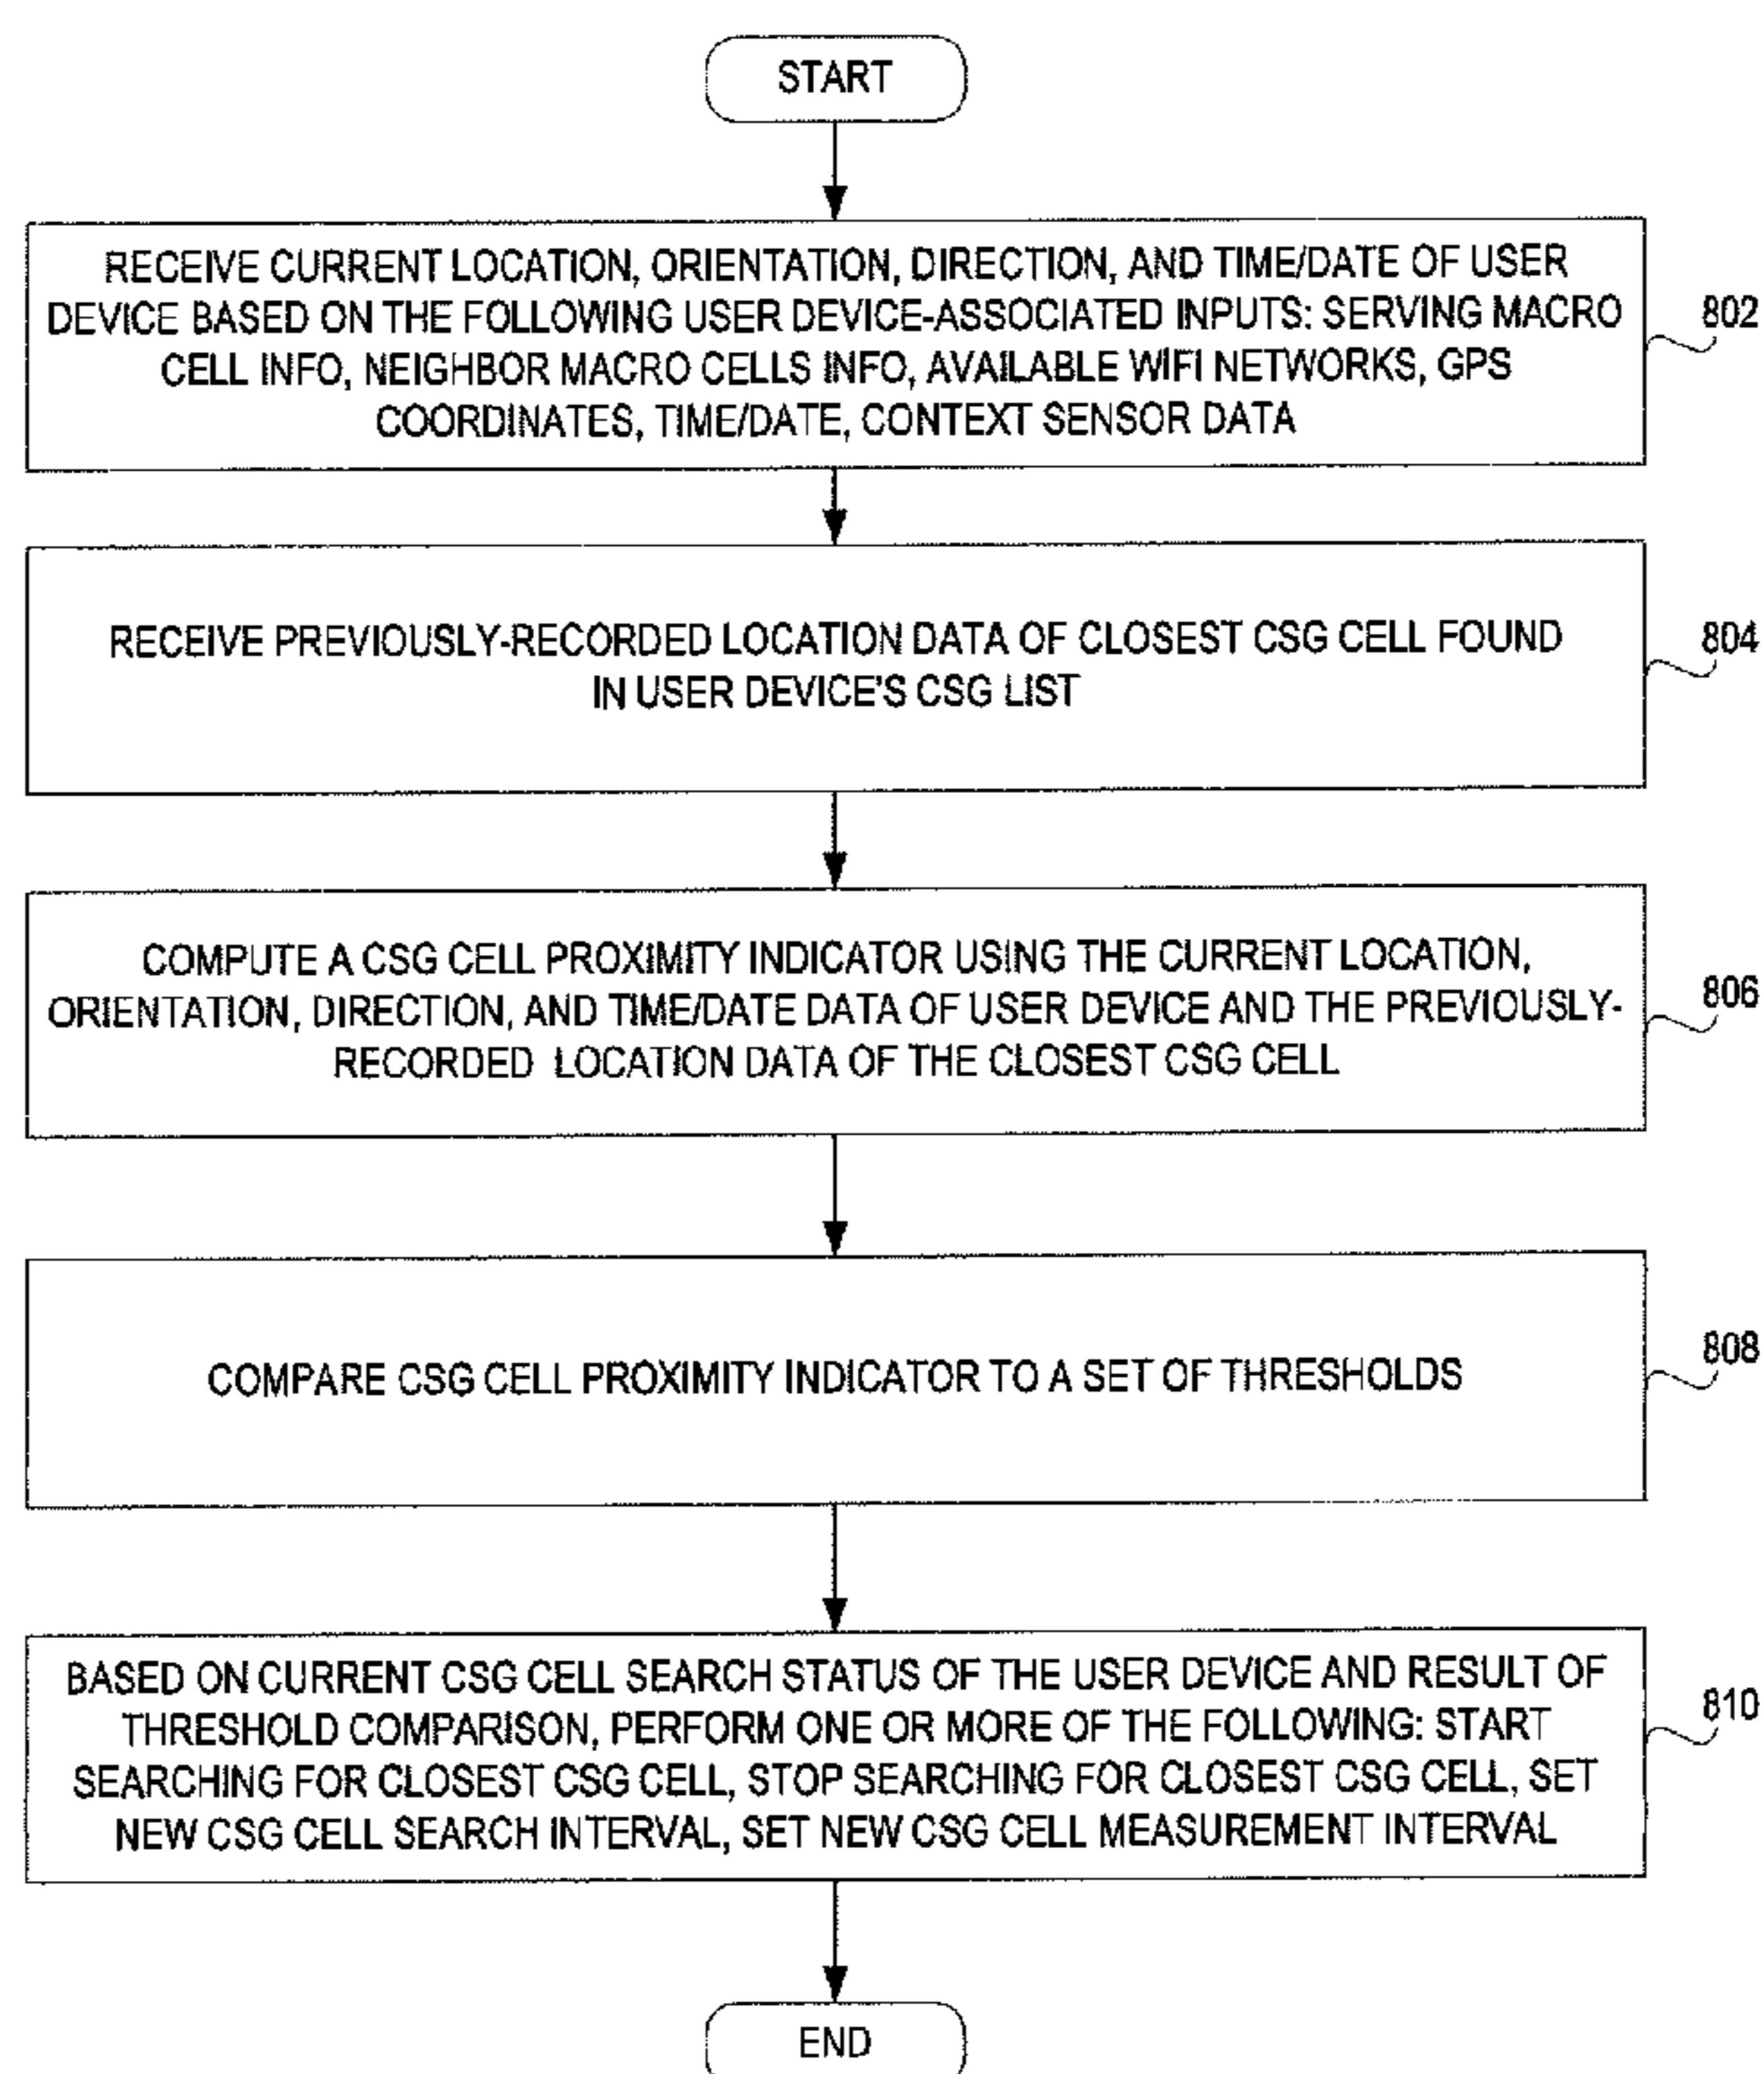 START
RECEIVE CURRENT LOCATION, ORIENTATION, DIRECTION, AND TIME/DATE OF USER
DEVICE BASED ON THE FOLLOWING USER DEVICE-ASSOCIATED INPUTS: SERVING MACRO
CELL INFO, NEIGHBOR MACRO CELLS INFO, AVAILABLE WIFI NETWORKS, GPS
COORDINATES, TIME/DATE, CONTEXT SENSOR DATA
802
RECEIVE PREVIOUSLY-RECORDED LOCATION DATA OF CLOSEST CSG CELL FOUND
IN USER DEVICE'S CSG LIST
804
COMPUTE A CSG CELL PROXIMITY INDICATOR USING THE CURRENT LOCATION,
ORIENTATION, DIRECTION, AND TIME/DATE DATA OF USER DEVICE AND THE PREVIOUSLY-
RECORDED LOCATION DATA OF THE CLOSEST CSG CELL
806
COMPARE CSG CELL PROXIMITY INDICATOR TO A SET OF THRESHOLDS
808
BASED ON CURRENT CSG CELL SEARCH STATUS OF THE USER DEVICE AND RESULT OF
THRESHOLD COMPARISON, PERFORM ONE OR MORE OF THE FOLLOWING: START
SEARCHING FOR CLOSEST CSG CELL, STOP SEARCHING FOR CLOSEST CSG CELL, SET
NEW CSG CELL SEARCH INTERVAL, SET NEW CSG CELL MEASUREMENT INTERVAL
810
END